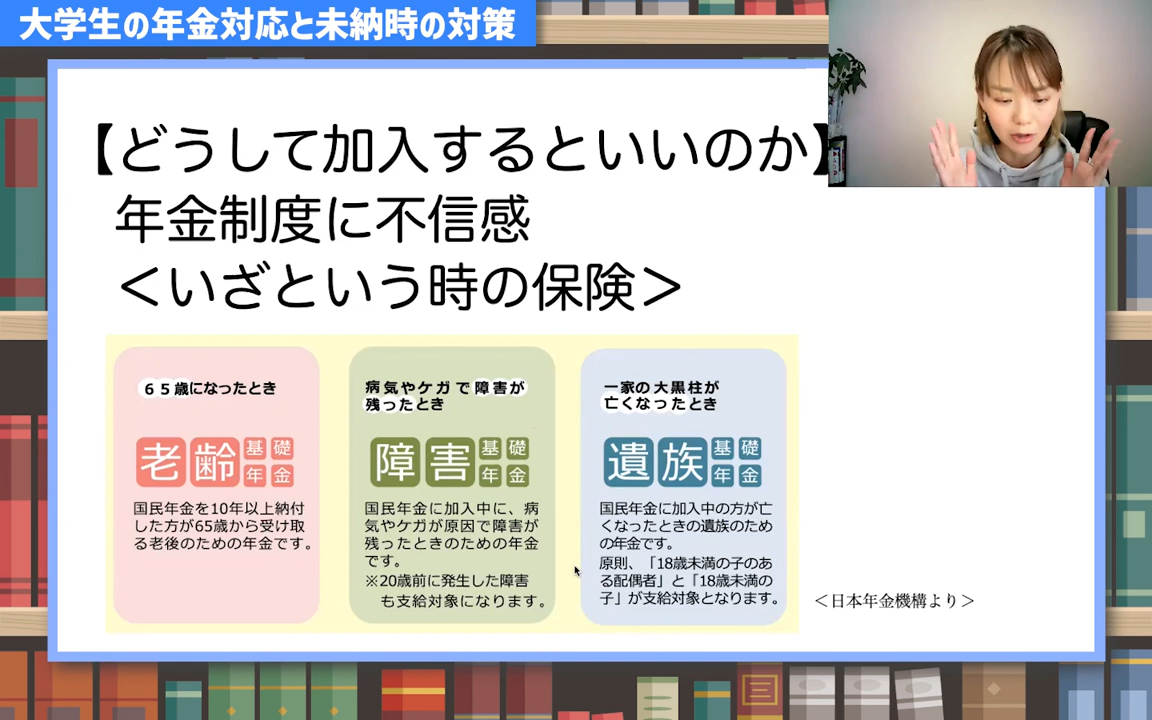 大学生の年金対応と未納時の対策
【どうして加入するといいのか】
年金制度に不信感
＜いざという時の保険＞
65歳になったとき
老齢基礎年金
国民年金を10年以上納付
した方が65歳から受け取
る老後のための年金です。
病気やケガで障害が
残ったとき
障害基礎年金
国民年金に加入中に、病
気やケガが原因で障害が
残ったときのための年金
です。
※20歳前に発生した障害
も支給対象になります。
一家の大黒柱が
亡くなったとき
遺族基礎年金
国民年金に加入中の方が亡
くなったときの遺族のため
の年金です。
原則、「18歳未満の子のあ
る配偶者」と「18歳未満の
子」が支給対象となります。
＜日本年金機構より＞